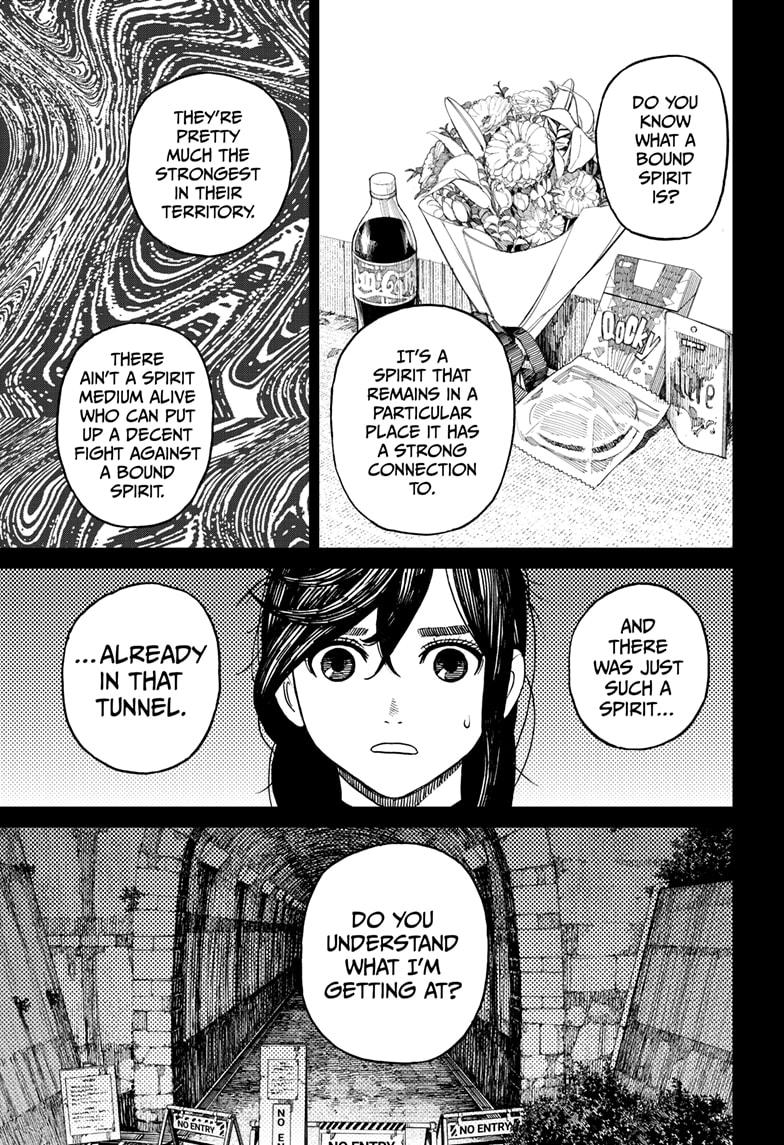 DO YOU
KNOW
WHAT A
BOUND
SPIRIT
IS?
QOCKY
IT'S A
SPIRIT THAT
REMAINS IN A
PARTICULAR
PLACE IT HAS
A STRONG
CONNECTION
TO.
THEY'RE
PRETTY
MUCH THE
STRONGEST
IN THEIR
TERRITORY.
THERE
AIN'T A SPIRIT
MEDIUM ALIVE
WHO CAN PUT
UP A DECENT
FIGHT AGAINST
A BOUND
SPIRIT.
AND
THERE
WAS JUST
SUCH A
SPIRIT...
...ALREADY
IN THAT
TUNNEL.
DO YOU
UNDERSTAND
WHAT I'M
GETTING AT?
NO ENTRY
NO EN
NO ENTRY
NO ENTRY